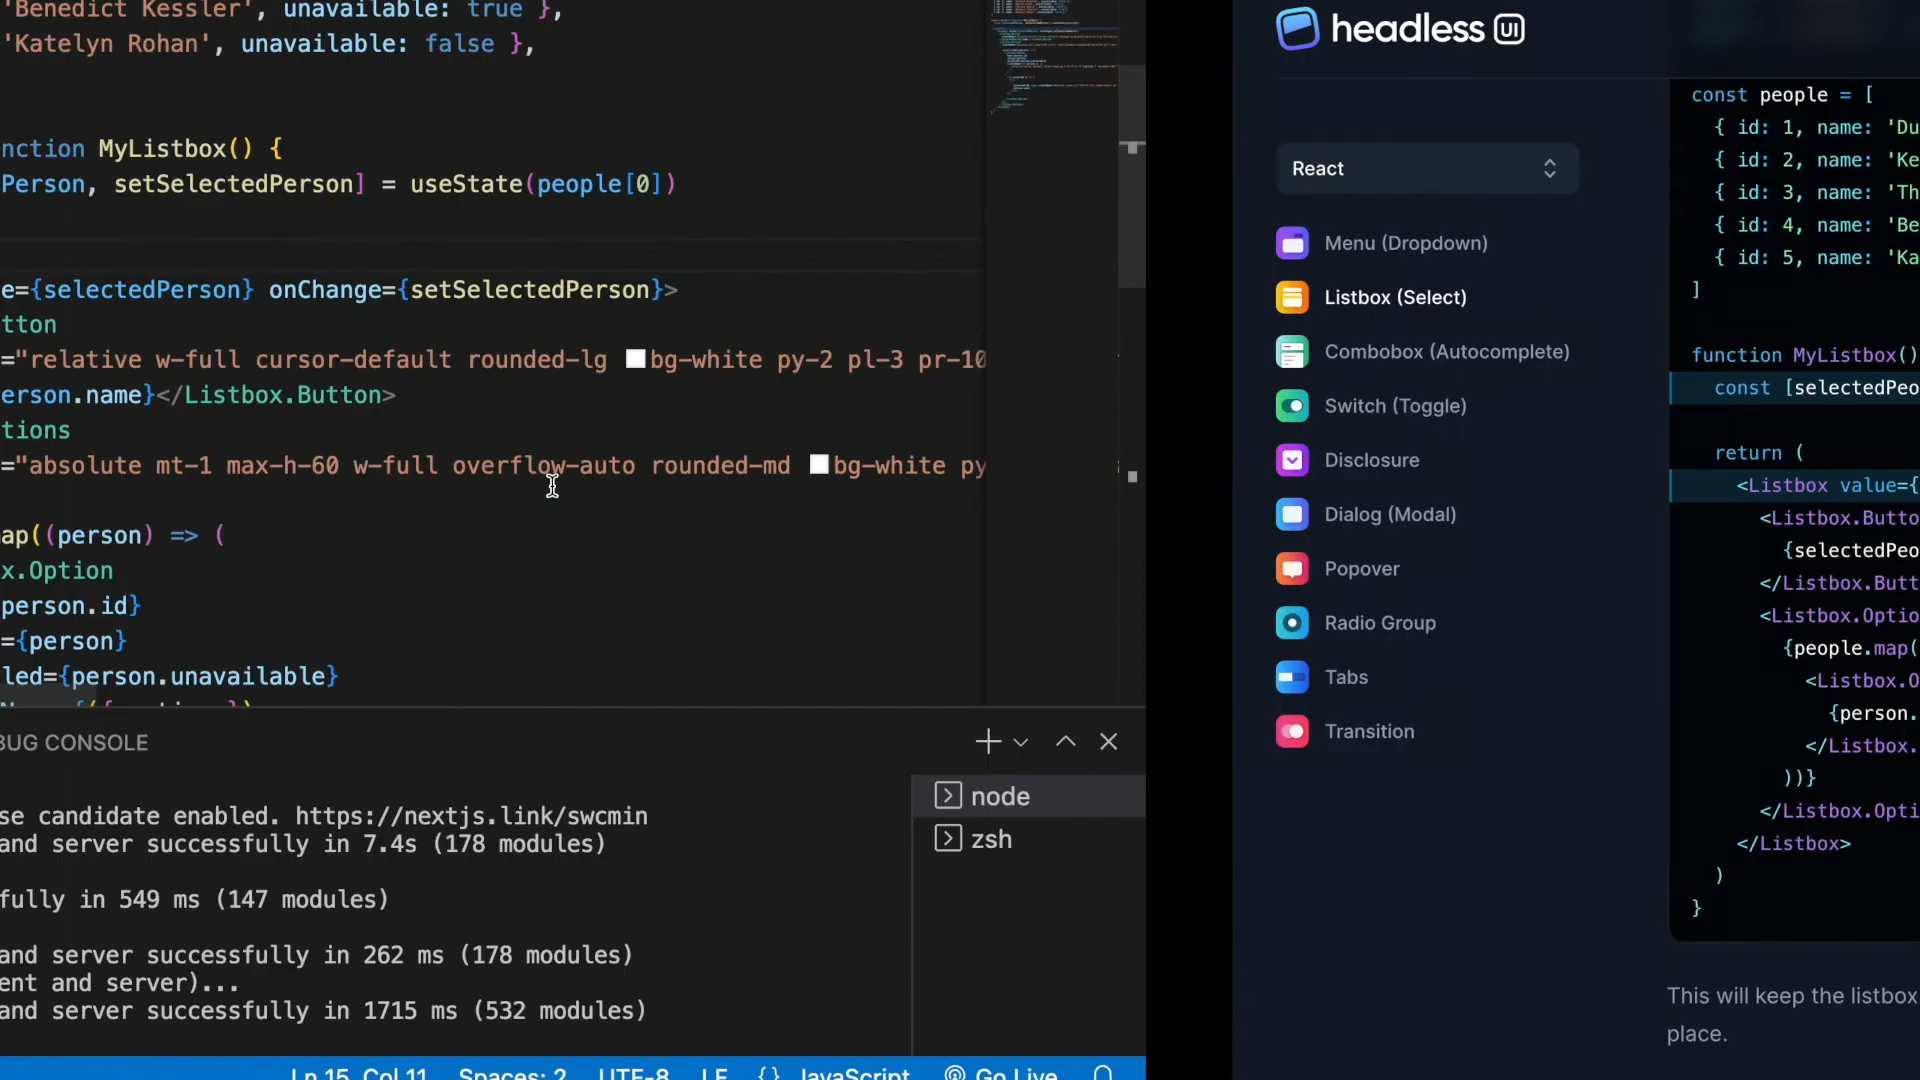 'Benedict Kessler', unavailable: true },
'Katelyn Rohan', unavailable: false },
nction MyListbox() {
Person, setSelectedPerson] = useState(people[0])
e={selectedPerson} onChange={setSelectedPerson}>
tton
="relative w-full cursor-default rounded-lg bg-white py-2 pl-3 pr-10
erson.name}</Listbox.Button>
tions
="absolute mt-1 max-h-60 w-full overflow-auto rounded-md bg-white py
ap((person) => (
x.Option
person.id}
={person}
led={person.unavailable}
BUG CONSOLE
se candidate enabled. https://nextjs.link/swcmin
and server successfully in 7.4s (178 modules)
fully in 549 ms (147 modules)
and server successfully in 262 ms (178 modules)
ent and server)...
and server successfully in 1715 ms (532 modules)
node
zsh
Ln 15, Col 11 Spaces: 2 UTF-8 LF {} JavaScript Go Live
headless UI
React
Menu (Dropdown)
Listbox (Select)
Combobox (Autocomplete)
Switch (Toggle)
Disclosure
Dialog (Modal)
Popover
Radio Group
Tabs
Transition
const people = [
{ id: 1, name: 'Du
{ id: 2, name: 'Ke
{ id: 3, name: 'Th
{ id: 4, name: 'Be
{ id: 5, name: 'Ka
]
function MyListbox()
const [selectedPeo
return (
<Listbox value={
<Listbox.Butto
{selectedPeo
</Listbox.Butt
<Listbox.Optio
{people.map(
<Listbox.O
{person.
</Listbox.
))}
</Listbox.Opti
</Listbox>
)
}
This will keep the listbox
place.